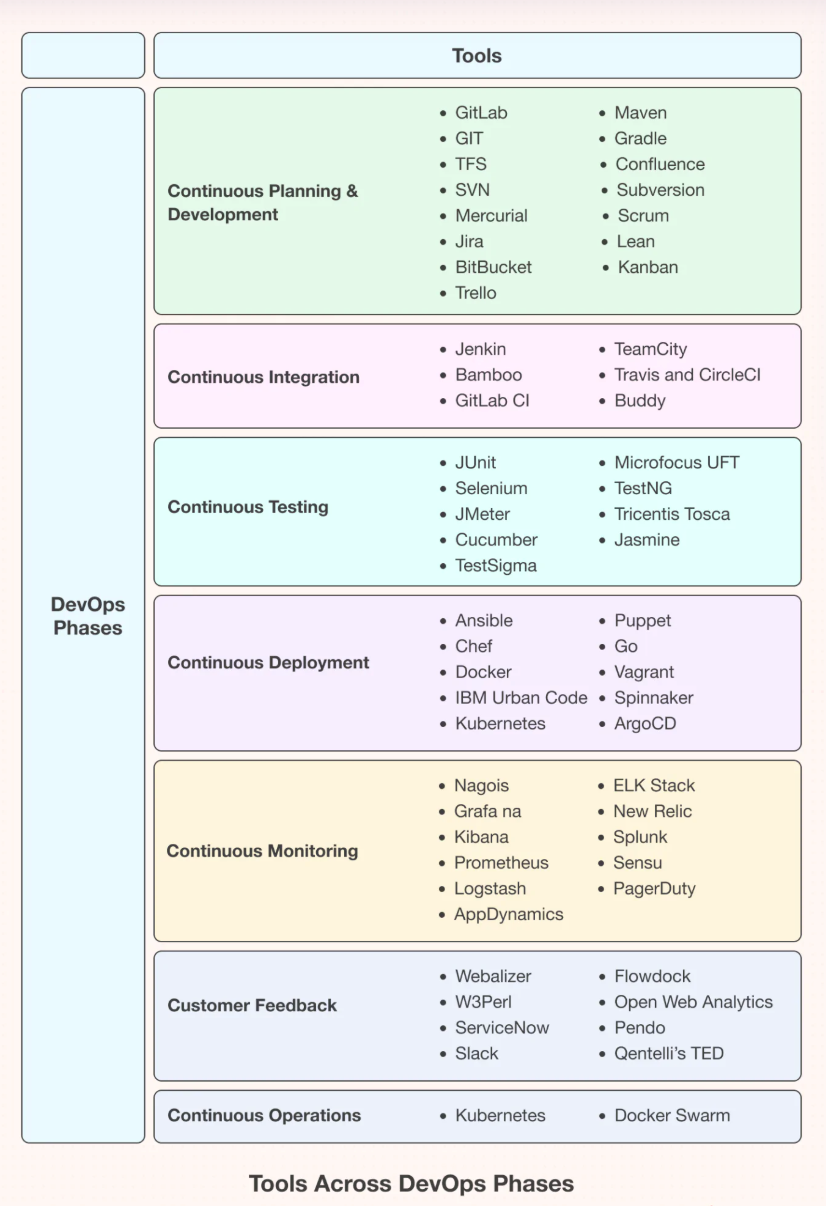 Tools
DevOps
Phases
Continuous Planning &
Development
• GitLab
• GIT
• TFS
• SVN
• Mercurial
• Jira
• BitBucket
• Trello
• Maven
• Gradle
• Confluence
• Subversion
• Scrum
• Lean
• Kanban
Continuous Integration
• Jenkin
• Bamboo
• GitLab CI
• TeamCity
• Travis and CircleCI
• Buddy
Continuous Testing
• JUnit
• Selenium
• JMeter
• Cucumber
• TestSigma
• Microfocus UFT
• TestNG
• Tricentis Tosca
• Jasmine
Continuous Deployment
• Ansible
• Chef
• Docker
• IBM Urban Code
• Kubernetes
• Puppet
• Go
• Vagrant
• Spinnaker
• ArgoCD
Continuous Monitoring
• Nagois
• Grafa na
• Kibana
• Prometheus
• Logstash
• AppDynamics
• ELK Stack
• New Relic
• Splunk
• Sensu
• PagerDuty
Customer Feedback
• Webalizer
• W3Perl
• ServiceNow
• Slack
• Flowdock
• Open Web Analytics
• Pendo
• Qentelli’s TED
Continuous Operations
• Kubernetes
• Docker Swarm
Tools Across DevOps Phases